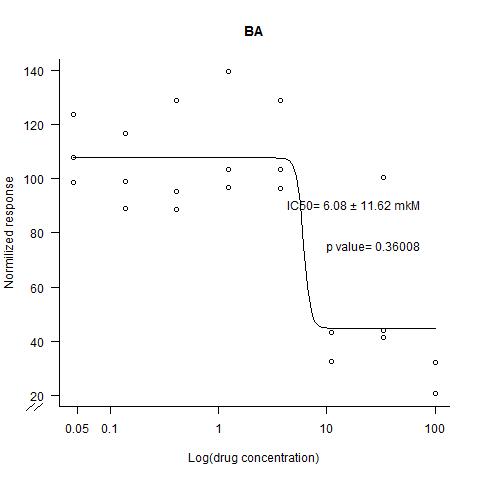 BA
140
120
100
80
60
40
20
Normilized response
IC50= 6.08 ± 11.62 mkM
p value= 0.36008
0.05 0.1 1 10 100
Log(drug concentration)